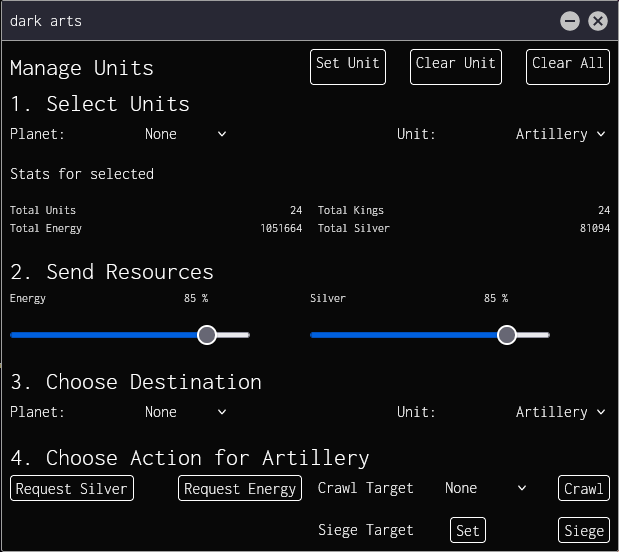 dark arts
Manage Units Set Unit Clear Unit Clear All
1. Select Units
Planet: None Unit: Artillery
Stats for selected
Total Units 24 Total Kings 24
Total Energy 1051664 Total Silver 81094
2. Send Resources
Energy 85 % Silver 85 %
3. Choose Destination
Planet: None Unit: Artillery
4. Choose Action for Artillery
Request Silver Request Energy Crawl Target None Crawl
Siege Target Set Siege